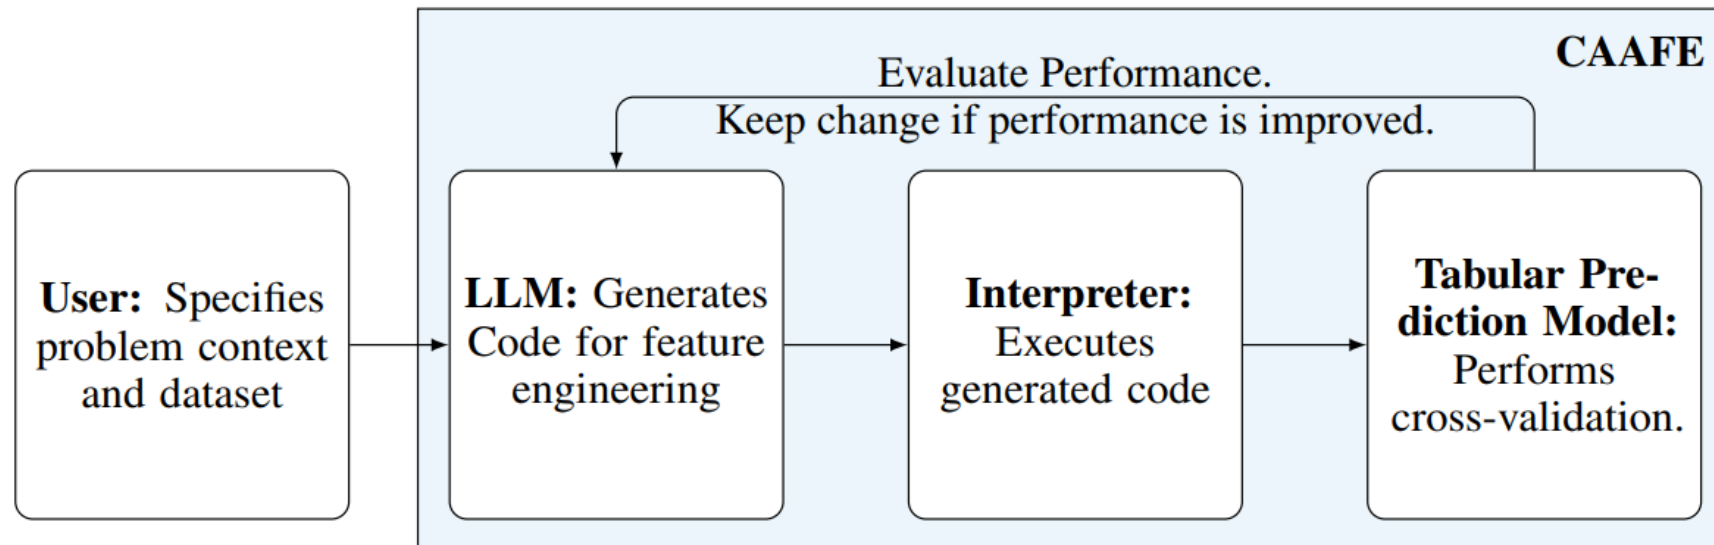 CAAFE
Evaluate Performance.
Keep change if performance is improved.
User: Specifies
problem context
and dataset
LLM: Generates
Code for feature
engineering
Interpreter:
Executes
generated code
Tabular Pre-
diction Model:
Performs
cross-validation.